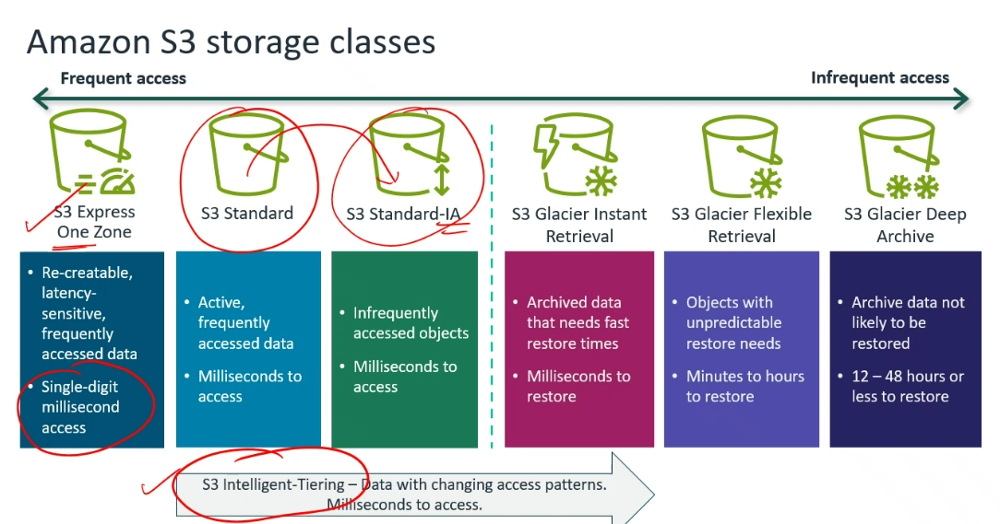 Amazon S3 storage classes
Frequent access
Infrequent access
S3 Express
One Zone
S3 Standard
S3 Standard-IA
S3 Glacier Instant
Retrieval
S3 Glacier Flexible
Retrieval
S3 Glacier Deep
Archive
• Re-creatable,
latency-
sensitive,
frequently
accessed data
• Single-digit
millisecond
access
• Active,
frequently
accessed data
• Milliseconds to
access
• Infrequently
accessed objects
• Milliseconds to
access
• Archived data
that needs fast
restore times
• Milliseconds to
restore
• Objects with
unpredictable
restore needs
• Minutes to hours
to restore
• Archive data not
likely to be
restored
• 12 – 48 hours or
less to restore
S3 Intelligent-Tiering – Data with changing access patterns.
Milliseconds to access.